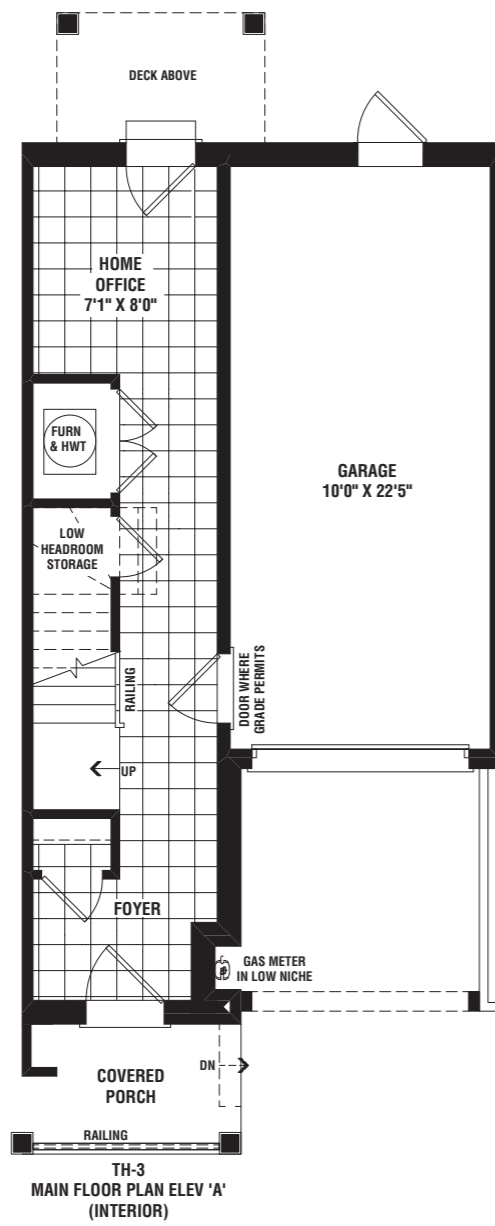 DECK ABOVE
HOME
OFFICE
7'1" X 8'0"
FURN
& HWT
GARAGE
10'0" X 22'5"
LOW
HEADROOM
STORAGE
RAILING
DOOR WHERE
GRADE PERMITS
UP
FOYER
GAS METER
IN LOW NICHE
DN
COVERED
PORCH
RAILING
TH-3
MAIN FLOOR PLAN ELEV 'A'
(INTERIOR)